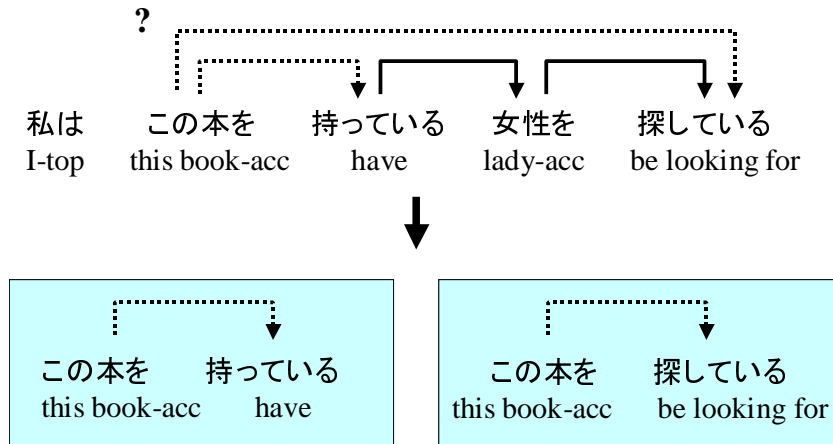 ?
私は この本を 持っている 女性を 探している
I-top this book-acc have lady-acc be looking for
この本を 持っている
this book-acc have
この本を 探している
this book-acc be looking for